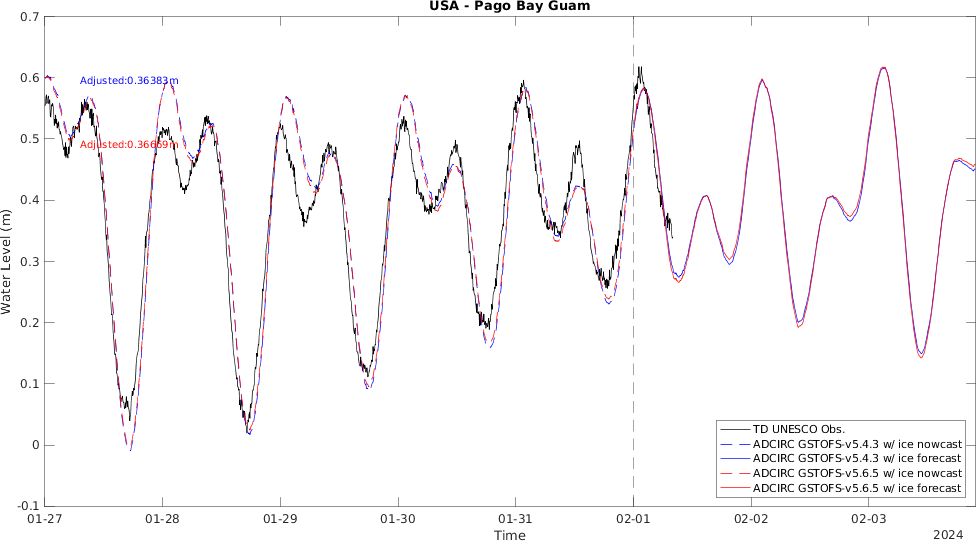 USA - Pago Bay Guam
0.7
0.6
0.5
0.4
0.3
0.2
0.1
0
-0.1
Water Level (m)
Adjusted:0.36383m
Adjusted:0.36659m
TD UNESCO Obs.
ADCIRC GSTOFS-v5.4.3 w/ ice nowcast
ADCIRC GSTOFS-v5.4.3 w/ ice forecast
ADCIRC GSTOFS-v5.6.5 w/ ice nowcast
ADCIRC GSTOFS-v5.6.5 w/ ice forecast
01-27 01-28 01-29 01-30 01-31 02-01 02-02 02-03
Time
2024